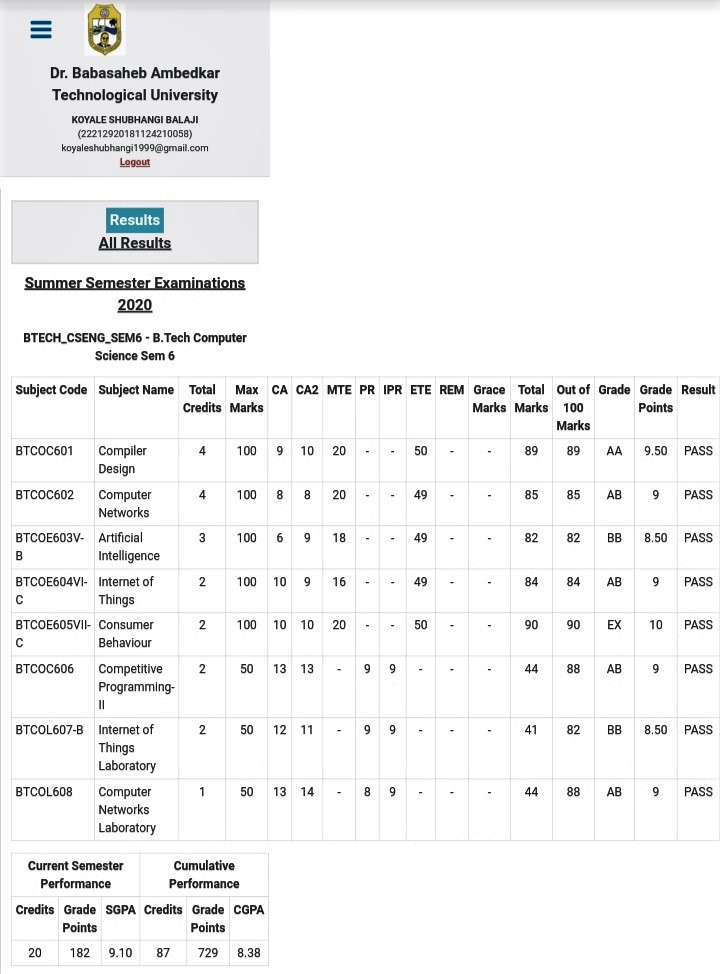 Dr. Babasaheb Ambedkar
Technological University
KOYALE SHUBHANGI BALAJI
(22212920181124210058)
koyaleshubhangi1999@gmail.com
Logout
Results
All Results
Summer Semester Examinations
2020
BTECH_CSENG_SEM6 - B.Tech Computer
Science Sem 6
Subject Code Subject Name Total Credits Max Marks CA CA2 MTE PR IPR ETE REM Grace Marks Total Marks Out of 100 Marks Grade Grade Points Result
BTCOC601 Compiler Design 4 100 9 10 20 - - 50 - - 89 89 AA 9.50 PASS
BTCOC602 Computer Networks 4 100 8 8 20 - - 49 - - 85 85 AB 9 PASS
BTCOE603V-B Artificial Intelligence 3 100 6 9 18 - - 49 - - 82 82 BB 8.50 PASS
BTCOE604VI-C Internet of Things 2 100 10 9 16 - - 49 - - 84 84 AB 9 PASS
BTCOE605VII-C Consumer Behaviour 2 100 10 10 20 - - 50 - - 90 90 EX 10 PASS
BTCOC606 Competitive Programming-II 2 50 13 13 - 9 9 - - - 44 88 AB 9 PASS
BTCOL607-B Internet of Things Laboratory 2 50 12 11 - 9 9 - - - 41 82 BB 8.50 PASS
BTCOL608 Computer Networks Laboratory 1 50 13 14 - 8 9 - - - 44 88 AB 9 PASS
Current Semester Performance Cumulative Performance
Credits Grade Points SGPA Credits Grade Points CGPA
20 182 9.10 87 729 8.38